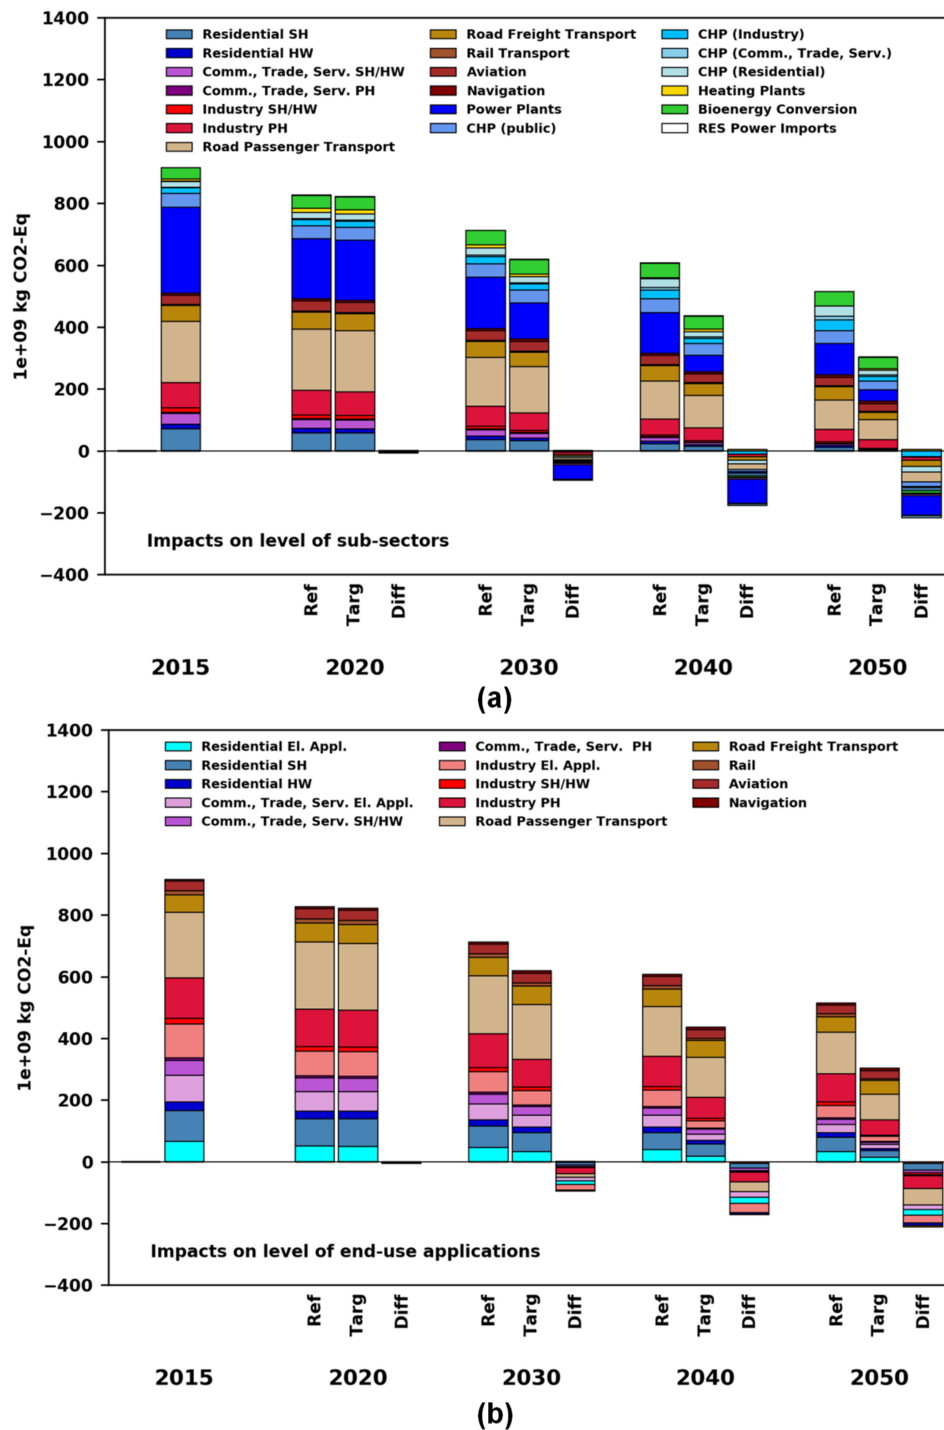 1400
1200
1000
800
600
400
200
0
−200
−400
1e+09 kg CO2-Eq
Residential SH
Residential HW
Comm., Trade, Serv. SH/HW
Comm., Trade, Serv. PH
Industry SH/HW
Industry PH
Road Passenger Transport
Road Freight Transport
Rail Transport
Aviation
Navigation
Power Plants
CHP (public)
CHP (Industry)
CHP (Comm., Trade, Serv.)
CHP (Residential)
Heating Plants
Bioenergy Conversion
RES Power Imports
Impacts on level of sub-sectors
Ref Targ Diff Ref Targ Diff Ref Targ Diff Ref Targ Diff
2015 2020 2030 2040 2050
(a)
1400
1200
1000
800
600
400
200
0
−200
−400
1e+09 kg CO2-Eq
Residential El. Appl.
Residential SH
Residential HW
Comm., Trade, Serv. El. Appl.
Comm., Trade, Serv. SH/HW
Comm., Trade, Serv. PH
Industry El. Appl.
Industry SH/HW
Industry PH
Road Passenger Transport
Road Freight Transport
Rail
Aviation
Navigation
Impacts on level of end-use applications
Ref Targ Diff Ref Targ Diff Ref Targ Diff Ref Targ Diff
2015 2020 2030 2040 2050
(b)